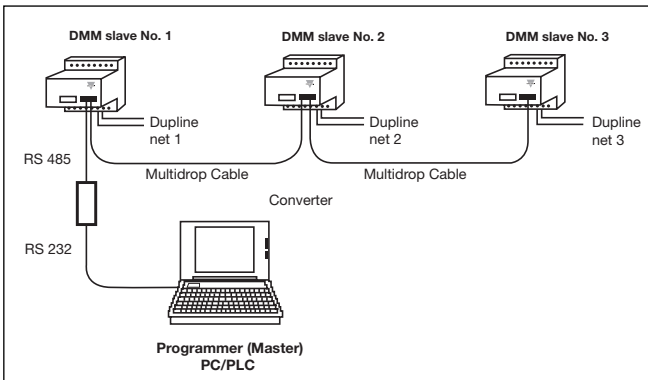 DMM slave No. 1
DMM slave No. 2
DMM slave No. 3
Dupline
net 1
Dupline
net 2
Dupline
net 3
RS 485
Multidrop Cable
Multidrop Cable
Converter
RS 232
Programmer (Master)
PC/PLC